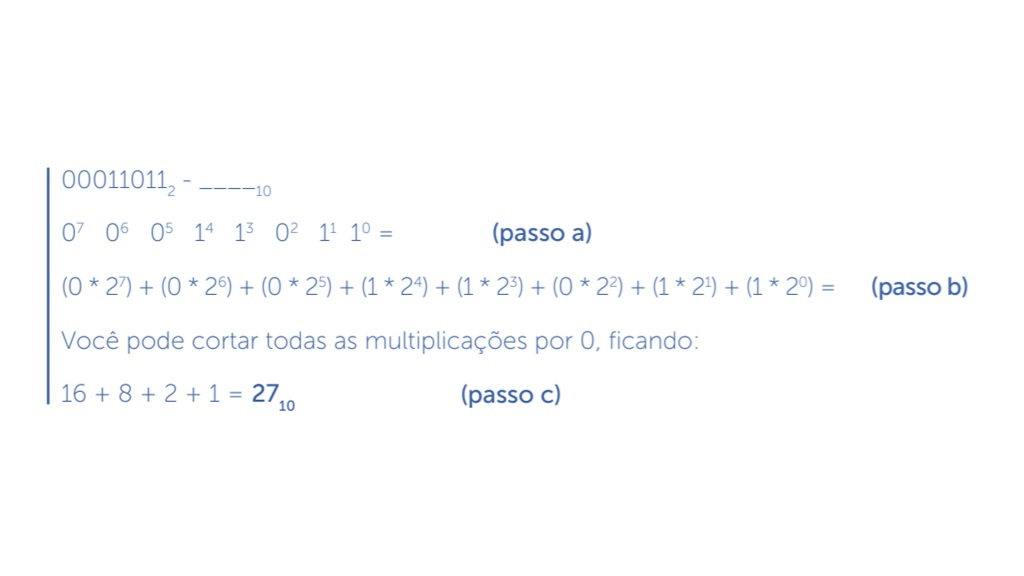 00011011₂ - ____₁₀
0⁷ 0⁶ 0⁵ 1⁴ 1³ 0² 1¹ 1⁰ = (passo a)
(0 * 2⁷) + (0 * 2⁶) + (0 * 2⁵) + (1 * 2⁴) + (1 * 2³) + (0 * 2²) + (1 * 2¹) + (1 * 2⁰) = (passo b)
Você pode cortar todas as multiplicações por 0, ficando:
16 + 8 + 2 + 1 = 27₁₀ (passo c)